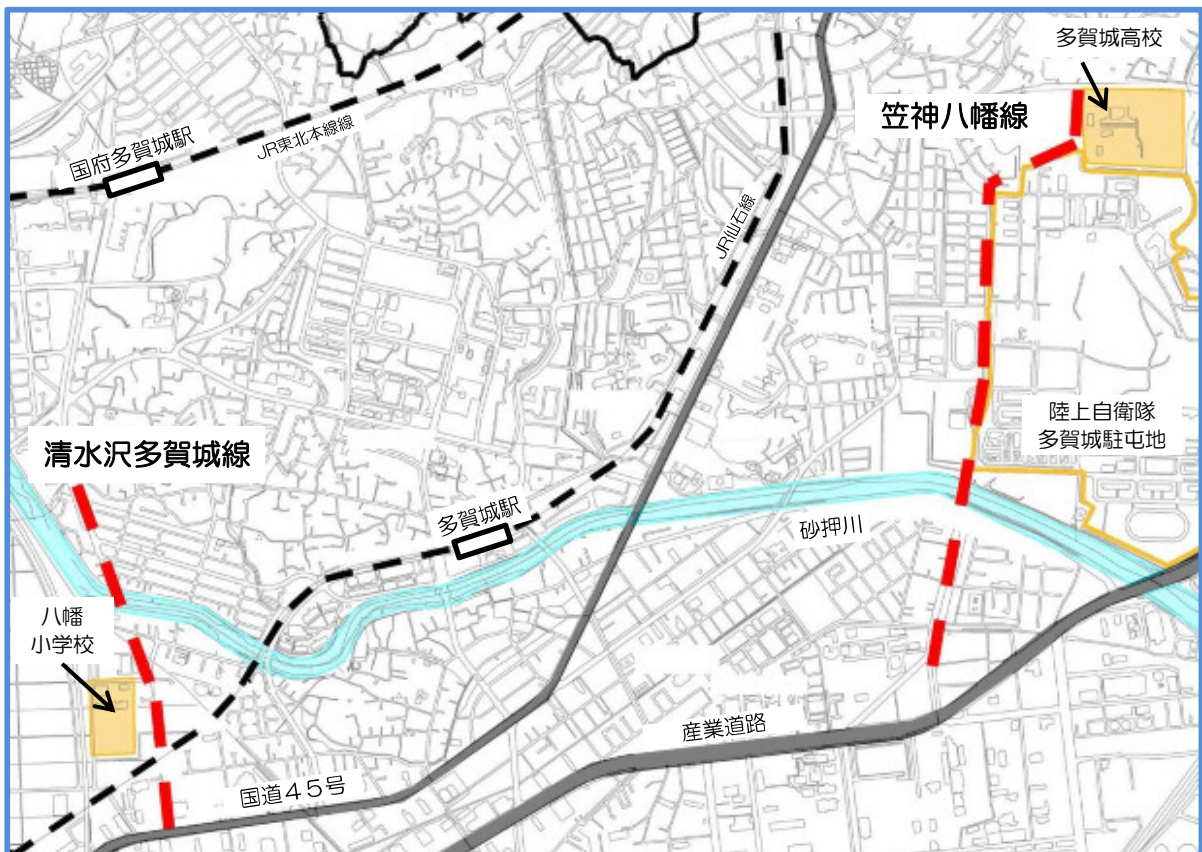 多賀城高校
笠神八幡線
国府多賀城駅
JR東北本線線
JR仙石線
陸上自衛隊
多賀城駐屯地
清水沢多賀城線
多賀城駅
砂押川
八幡
小学校
産業道路
国道45号